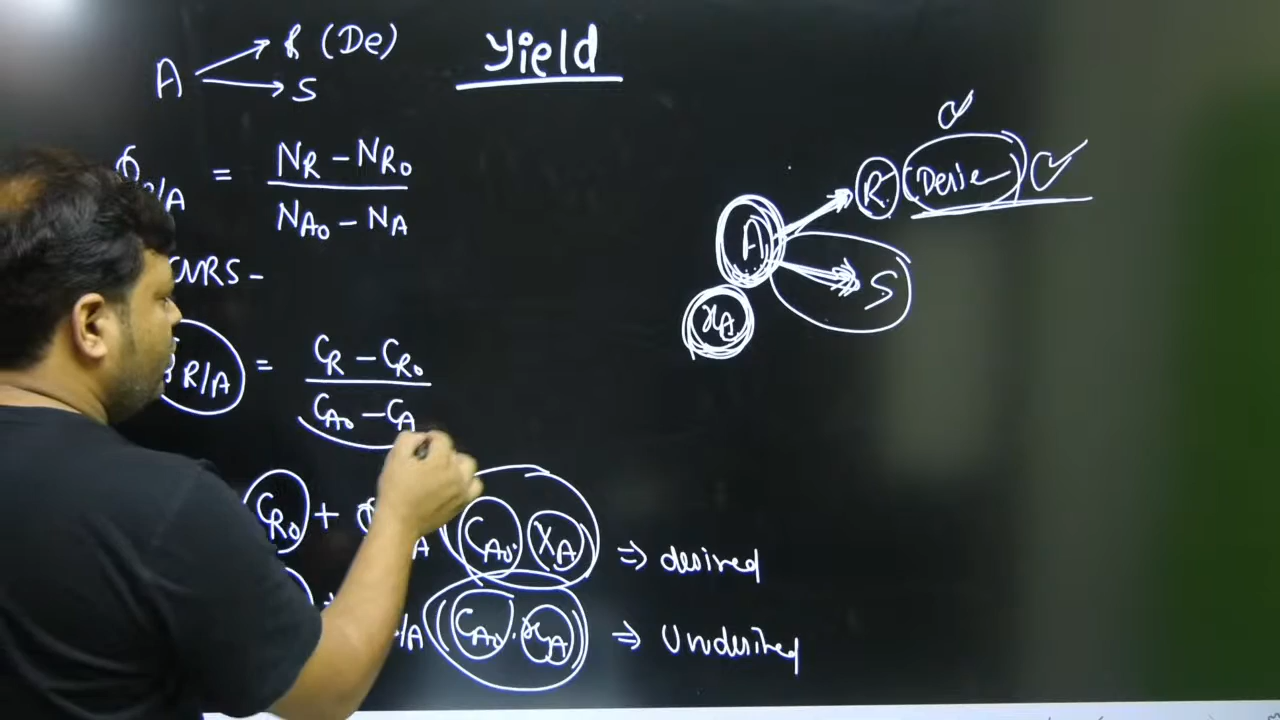 Yield
A → R (De)
→ S
Φ R/A = NR – NR0 / NA0 – NA
CVRS –
R/A = CR – CR0 / CA0 – CA
CR0 + Φ /A CA0 . XA ⇒ desired
+ /A CA0 . xA ⇒ Undesired
A → R (Desire
→ S
xA